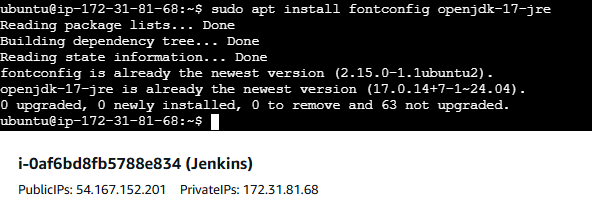 ubuntu@ip-172-31-81-68:~$ sudo apt install fontconfig openjdk-17-jre
Reading package lists... Done
Building dependency tree... Done
Reading state information... Done
fontconfig is already the newest version (2.15.0-1.1ubuntu2).
openjdk-17-jre is already the newest version (17.0.14+7-1~24.04).
0 upgraded, 0 newly installed, 0 to remove and 63 not upgraded.
ubuntu@ip-172-31-81-68:~$
i-0af6bd8fb5788e834 (Jenkins)
PublicIPs: 54.167.152.201 PrivateIPs: 172.31.81.68